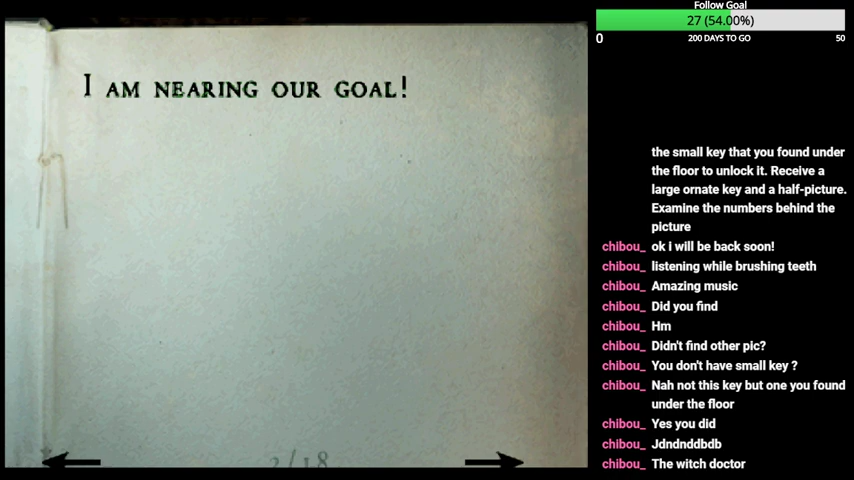 I AM NEARING OUR GOAL!
2/18
Follow Goal
27 (54.00%)
0
200 DAYS TO GO
50
the small key that you found under
the floor to unlock it. Receive a
large ornate key and a half-picture.
Examine the numbers behind the
picture
chibou_ ok i will be back soon!
chibou_ listening while brushing teeth
chibou_ Amazing music
chibou_ Did you find
chibou_ Hm
chibou_ Didn't find other pic?
chibou_ You don't have small key ?
chibou_ Nah not this key but one you found
under the floor
chibou_ Yes you did
chibou_ Jdndnddbdb
chibou_ The witch doctor